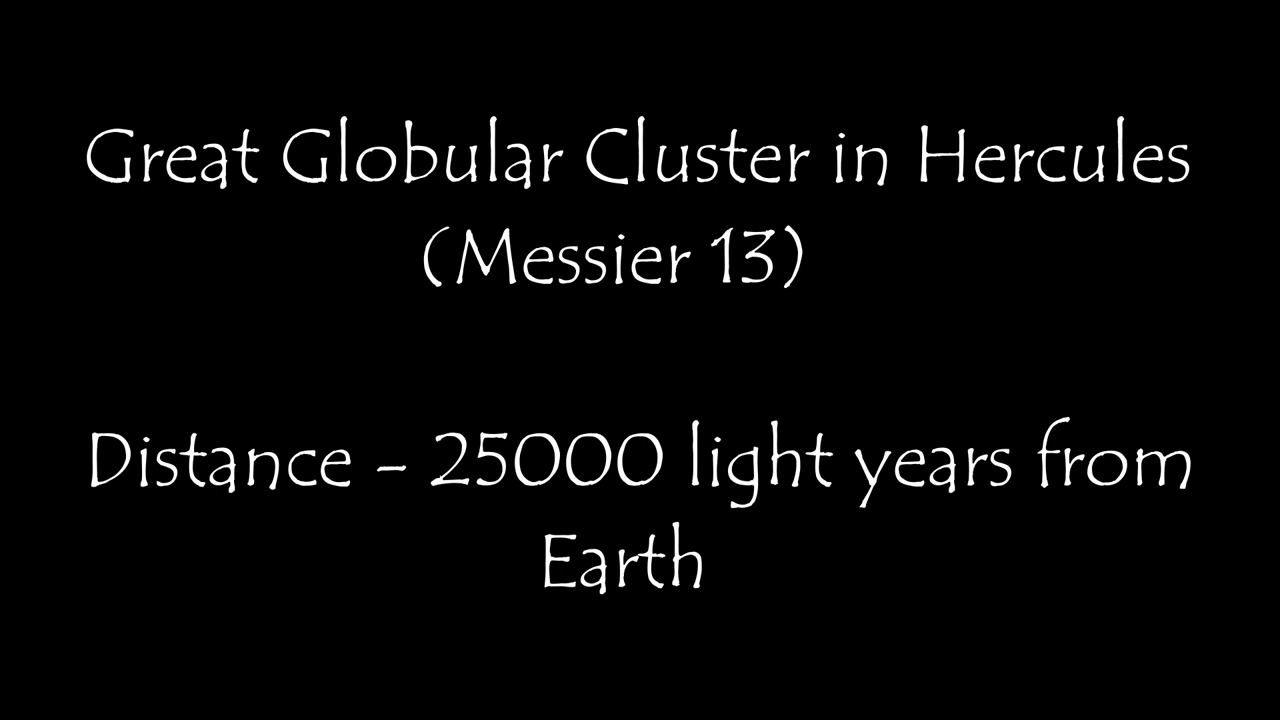 Great Globular Cluster in Hercules
(Messier 13)
Distance - 25000 light years from
Earth